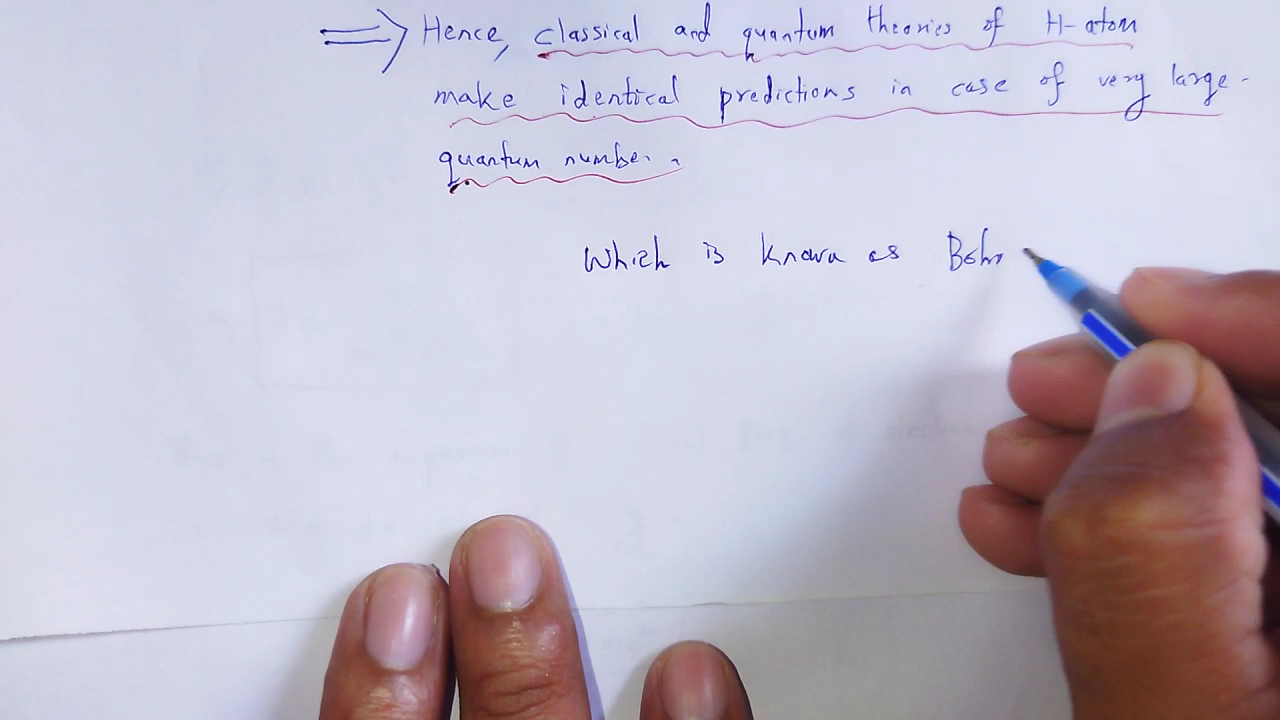 ⇒ Hence, classical and quantum theories of H-atom
make identical predictions in case of very large
quantum number.
Which is known as Bohr